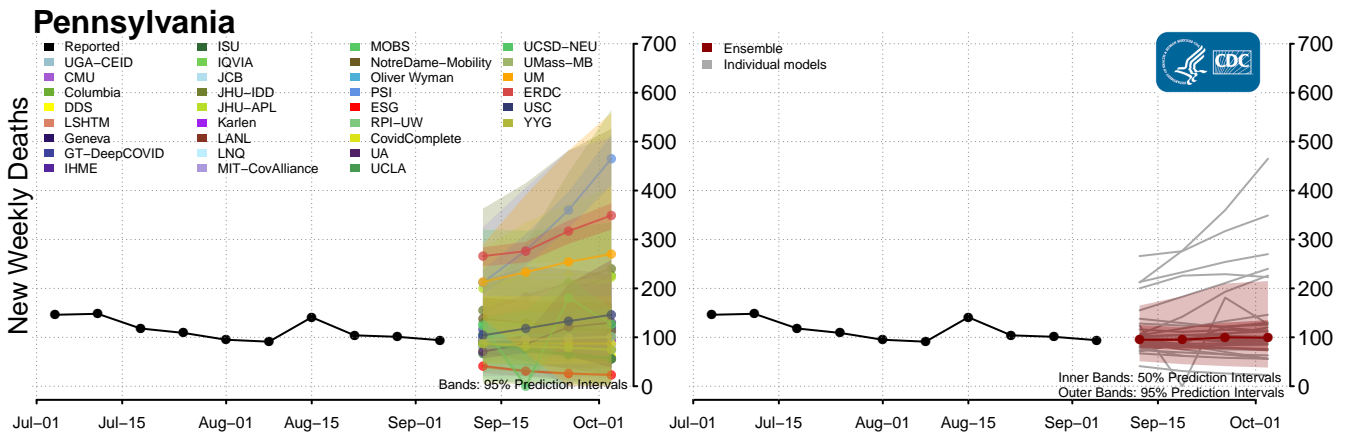 Pennsylvania
New Weekly Deaths
Reported
UGA−CEID
CMU
Columbia
DDS
LSHTM
Geneva
GT−DeepCOVID
IHME
ISU
IQVIA
JCB
JHU−IDD
JHU−APL
Karlen
LANL
LNQ
MIT−CovAlliance
MOBS
NotreDame−Mobility
Oliver Wyman
PSI
ESG
RPI−UW
CovidComplete
UA
UCLA
UCSD−NEU
UMass−MB
UM
ERDC
USC
YYG
700
600
500
400
300
200
100
0
Bands: 95% Prediction Intervals
Jul−01 Jul−15 Aug−01 Aug−15 Sep−01 Sep−15 Oct−01
Ensemble
Individual models
CDC
700
600
500
400
300
200
100
0
Inner Bands: 50% Prediction Intervals
Outer Bands: 95% Prediction Intervals
Jul−01 Jul−15 Aug−01 Aug−15 Sep−01 Sep−15 Oct−01